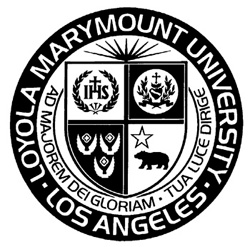 LOYOLA MARYMOUNT UNIVERSITY
• LOS ANGELES •
AD MAJOREM DEI GLORIAM • TUA LUCE DIRIGE
IHS